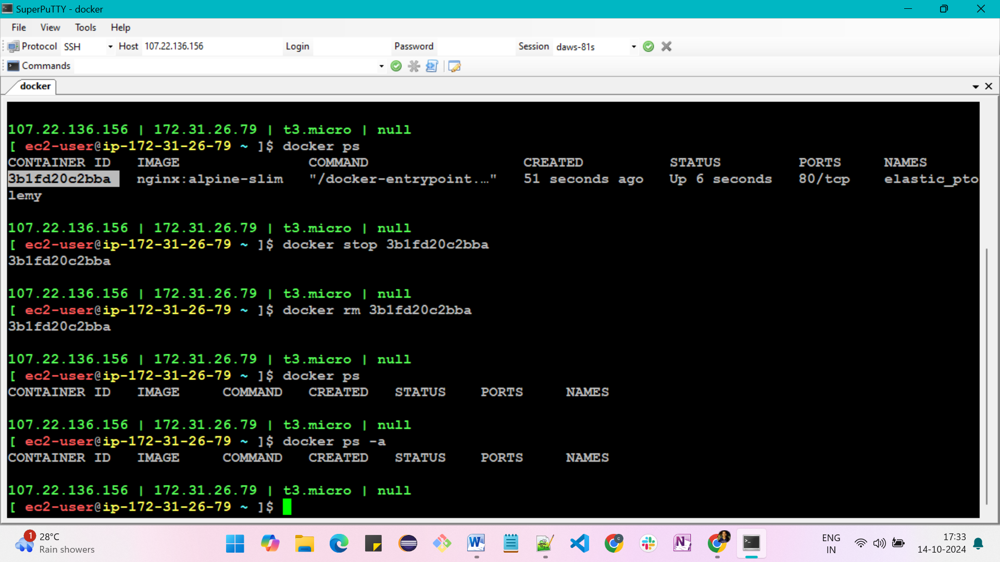 SuperPuTTY - docker
File View Tools Help
Protocol SSH Host 107.22.136.156 Login Password Session daws-81s
Commands
docker
107.22.136.156 | 172.31.26.79 | t3.micro | null
[ ec2-user@ip-172-31-26-79 ~ ]$ docker ps
CONTAINER ID IMAGE COMMAND CREATED STATUS PORTS NAMES
3b1fd20c2bba nginx:alpine-slim "/docker-entrypoint.…" 51 seconds ago Up 6 seconds 80/tcp elastic_pto
lemy
107.22.136.156 | 172.31.26.79 | t3.micro | null
[ ec2-user@ip-172-31-26-79 ~ ]$ docker stop 3b1fd20c2bba
3b1fd20c2bba
107.22.136.156 | 172.31.26.79 | t3.micro | null
[ ec2-user@ip-172-31-26-79 ~ ]$ docker rm 3b1fd20c2bba
3b1fd20c2bba
107.22.136.156 | 172.31.26.79 | t3.micro | null
[ ec2-user@ip-172-31-26-79 ~ ]$ docker ps
CONTAINER ID IMAGE COMMAND CREATED STATUS PORTS NAMES
107.22.136.156 | 172.31.26.79 | t3.micro | null
[ ec2-user@ip-172-31-26-79 ~ ]$ docker ps -a
CONTAINER ID IMAGE COMMAND CREATED STATUS PORTS NAMES
107.22.136.156 | 172.31.26.79 | t3.micro | null
[ ec2-user@ip-172-31-26-79 ~ ]$
1 28°C ENG 17:33
Rain showers IN 14-10-2024